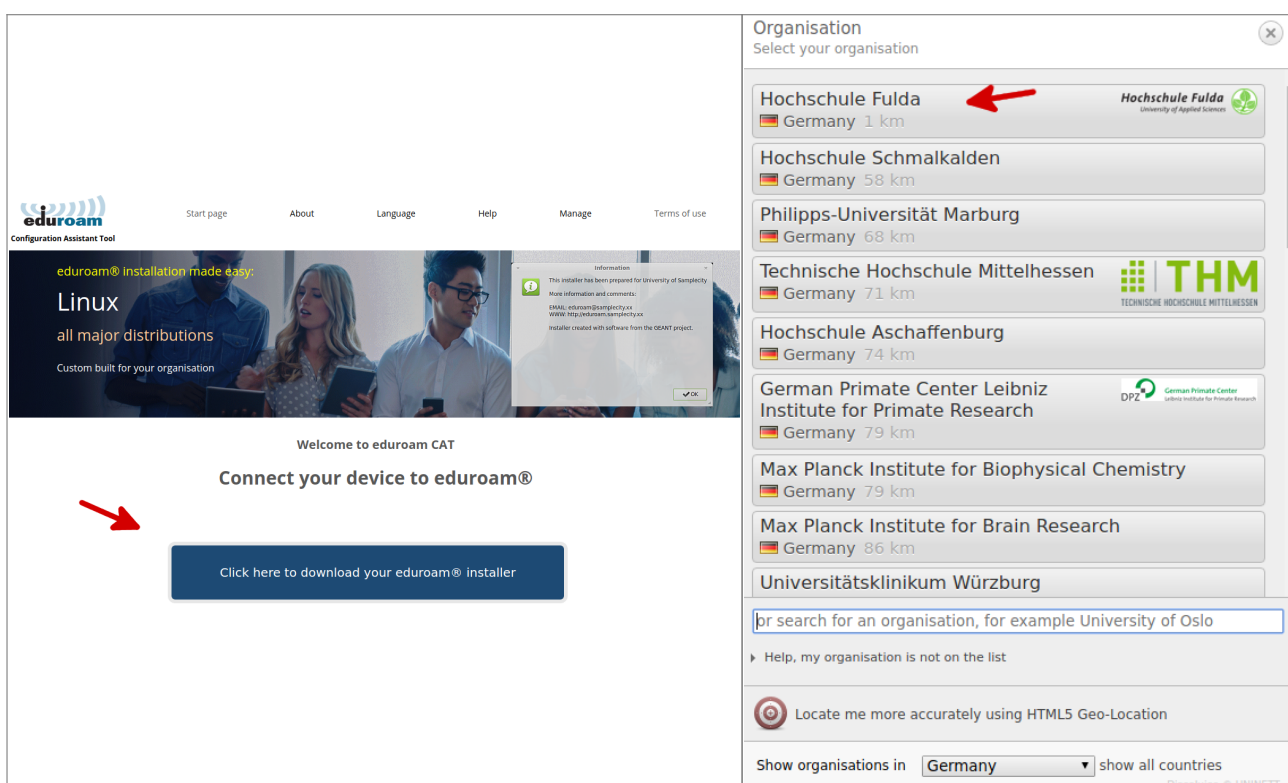 eduroam
Configuration Assistant Tool
Start page
About
Language
Help
Manage
Terms of use
eduroam® installation made easy:
Linux
all major distributions
Custom built for your organisation
Information
This installer has been prepared for University of Samplecity
More information and comments:
EMAIL: eduroam@samplecity.xx
WWW: http://eduroam.samplecity.xx
Installer created with software from the GEANT project.
OK
Welcome to eduroam CAT
Connect your device to eduroam®
Click here to download your eduroam® installer
Organisation
Select your organisation
Hochschule Fulda
Germany 1 km
Hochschule Fulda
University of Applied Sciences
Hochschule Schmalkalden
Germany 58 km
Philipps-Universität Marburg
Germany 68 km
Technische Hochschule Mittelhessen
Germany 71 km
THM
TECHNISCHE HOCHSCHULE MITTELHESSEN
Hochschule Aschaffenburg
Germany 74 km
German Primate Center Leibniz
Institute for Primate Research
Germany 79 km
DPZ
German Primate Center
Leibniz Institute for Primate Research
Max Planck Institute for Biophysical Chemistry
Germany 79 km
Max Planck Institute for Brain Research
Germany 86 km
Universitätsklinikum Würzburg
or search for an organisation, for example University of Oslo
Help, my organisation is not on the list
Locate me more accurately using HTML5 Geo-Location
Show organisations in Germany show all countries